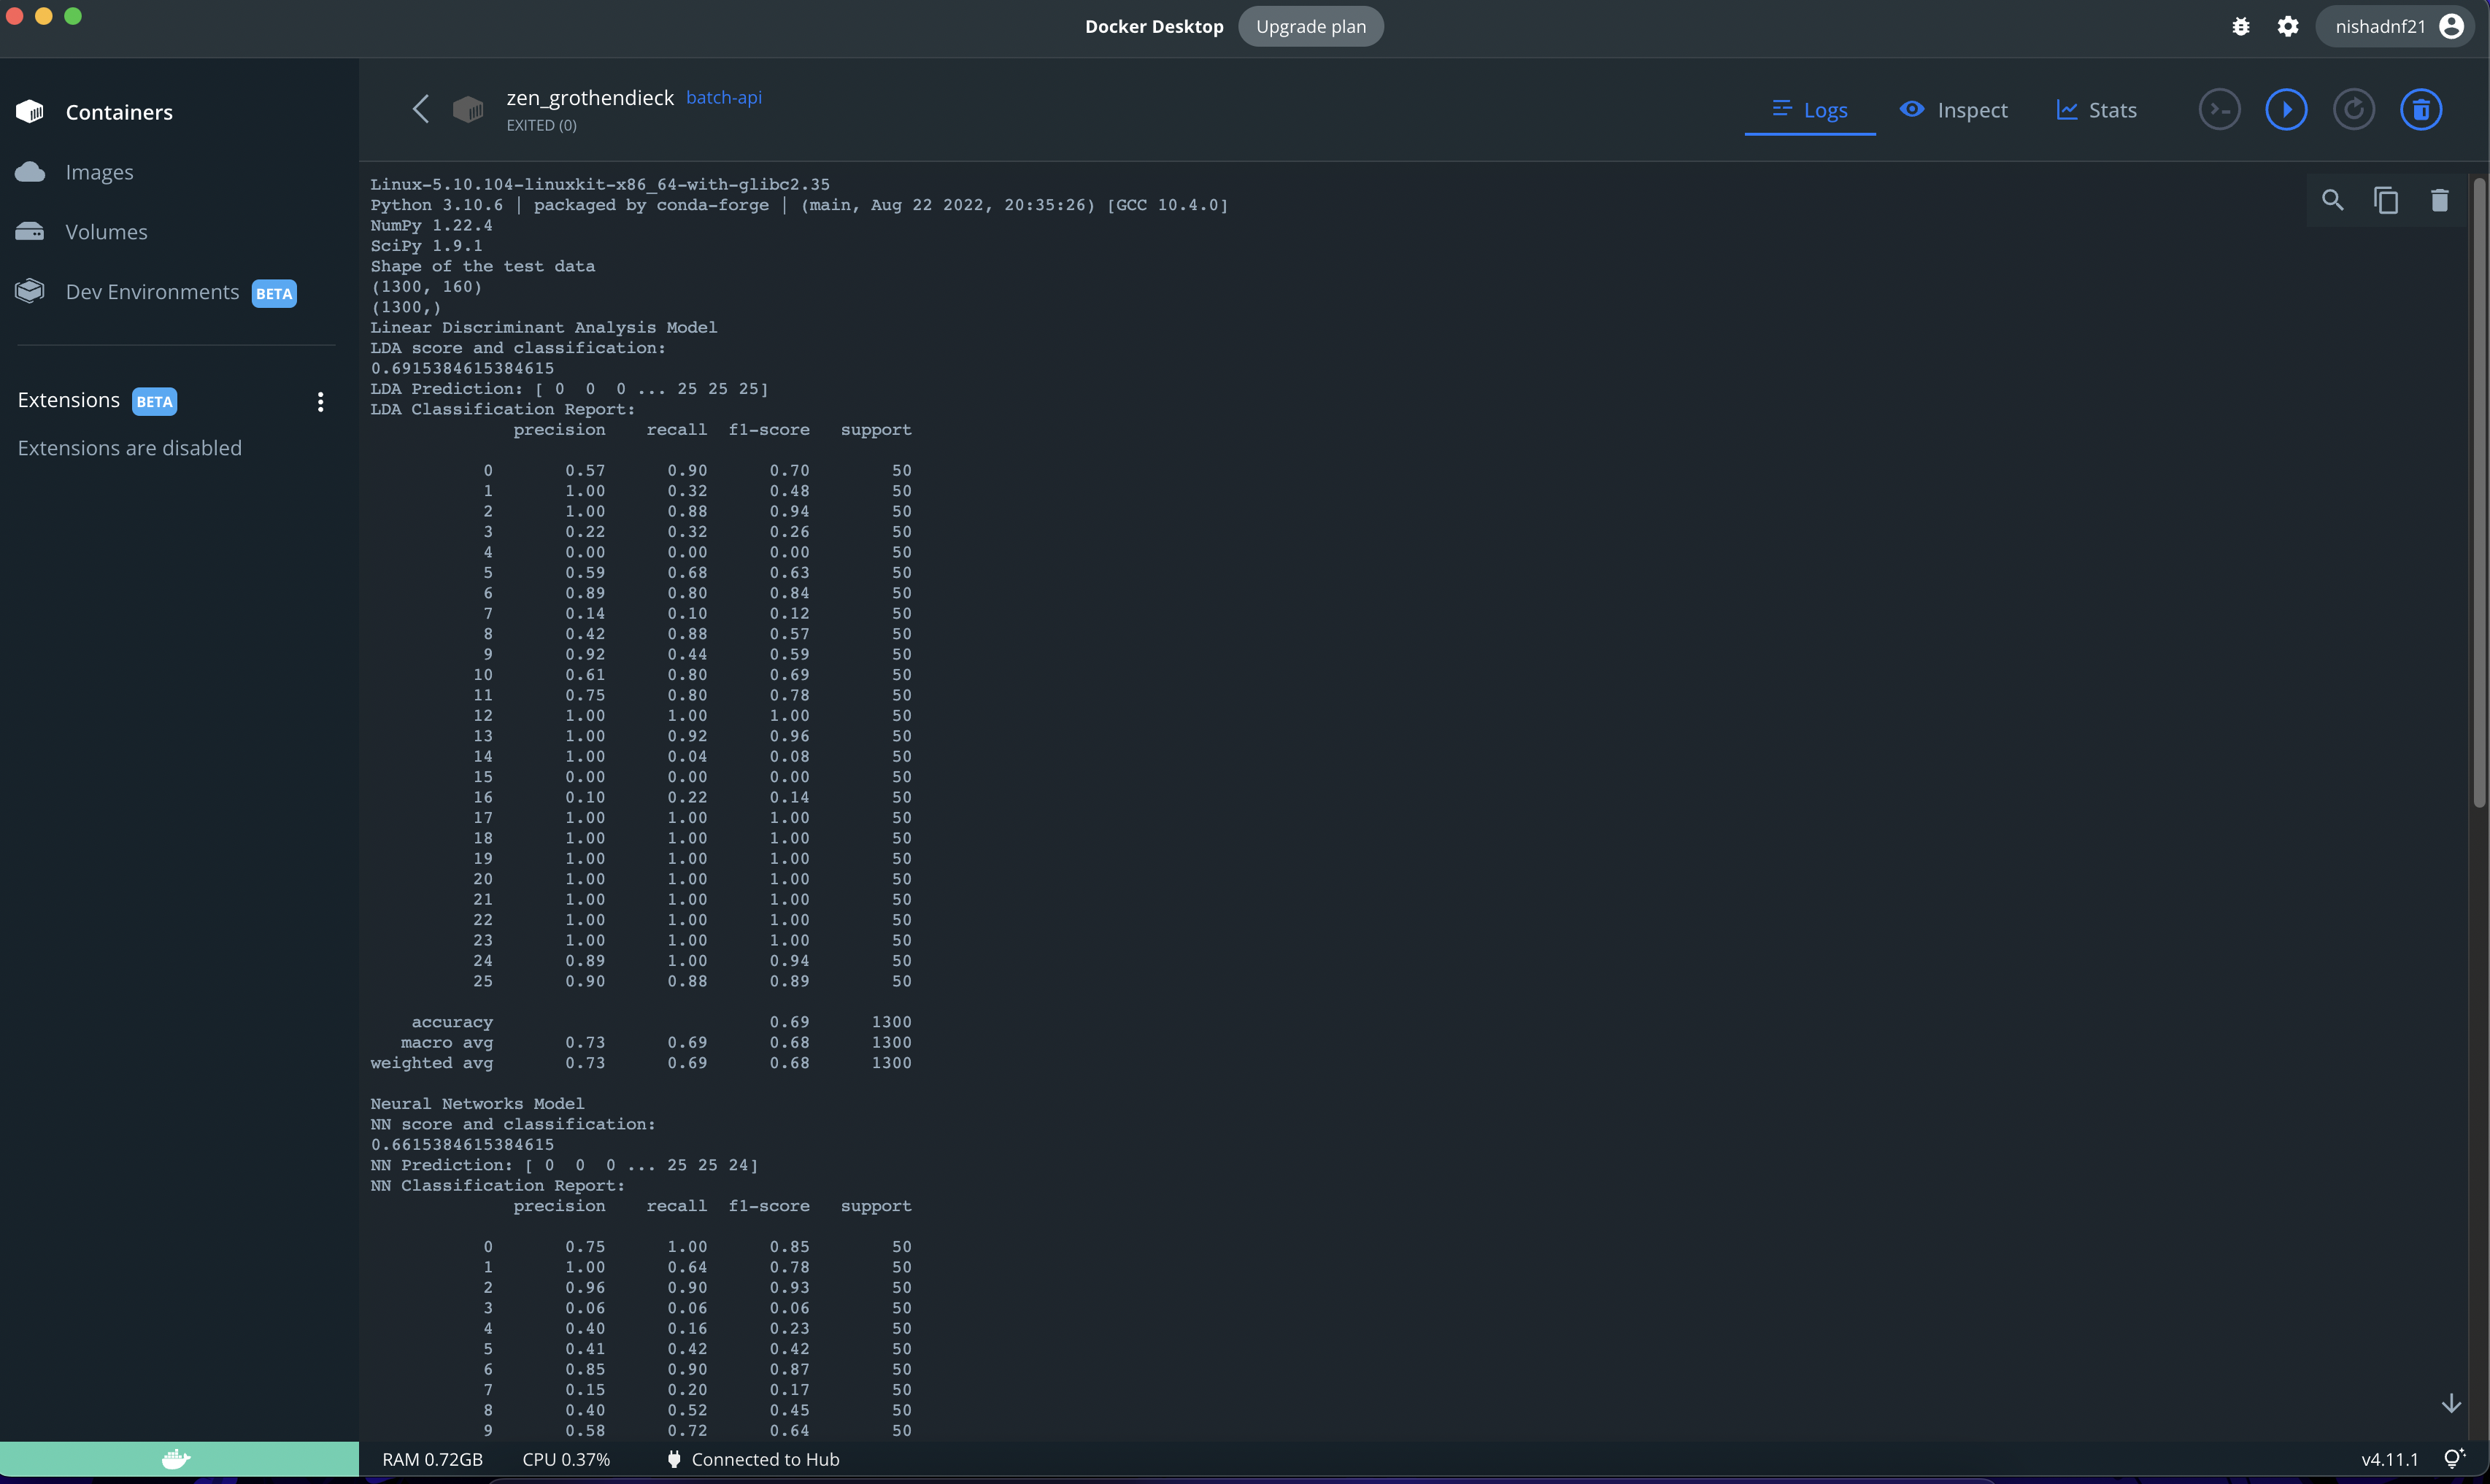 Docker Desktop Upgrade plan nishadnf21
Containers
Images
Volumes
Dev Environments BETA
Extensions BETA
Extensions are disabled
zen_grothendieck batch-api
EXITED (0)
Logs Inspect Stats
Linux-5.10.104-linuxkit-x86_64-with-glibc2.35
Python 3.10.6 | packaged by conda-forge | (main, Aug 22 2022, 20:35:26) [GCC 10.4.0]
NumPy 1.22.4
SciPy 1.9.1
Shape of the test data
(1300, 160)
(1300,)
Linear Discriminant Analysis Model
LDA score and classification:
0.6915384615384615
LDA Prediction: [ 0 0 0 ... 25 25 25]
LDA Classification Report:
precision recall f1-score support
0 0.57 0.90 0.70 50
1 1.00 0.32 0.48 50
2 1.00 0.88 0.94 50
3 0.22 0.32 0.26 50
4 0.00 0.00 0.00 50
5 0.59 0.68 0.63 50
6 0.89 0.80 0.84 50
7 0.14 0.10 0.12 50
8 0.42 0.88 0.57 50
9 0.92 0.44 0.59 50
10 0.61 0.80 0.69 50
11 0.75 0.80 0.78 50
12 1.00 1.00 1.00 50
13 1.00 0.92 0.96 50
14 1.00 0.04 0.08 50
15 0.00 0.00 0.00 50
16 0.10 0.22 0.14 50
17 1.00 1.00 1.00 50
18 1.00 1.00 1.00 50
19 1.00 1.00 1.00 50
20 1.00 1.00 1.00 50
21 1.00 1.00 1.00 50
22 1.00 1.00 1.00 50
23 1.00 1.00 1.00 50
24 0.89 1.00 0.94 50
25 0.90 0.88 0.89 50
accuracy 0.69 1300
macro avg 0.73 0.69 0.68 1300
weighted avg 0.73 0.69 0.68 1300
Neural Networks Model
NN score and classification:
0.6615384615384615
NN Prediction: [ 0 0 0 ... 25 25 24]
NN Classification Report:
precision recall f1-score support
0 0.75 1.00 0.85 50
1 1.00 0.64 0.78 50
2 0.96 0.90 0.93 50
3 0.06 0.06 0.06 50
4 0.40 0.16 0.23 50
5 0.41 0.42 0.42 50
6 0.85 0.90 0.87 50
7 0.15 0.20 0.17 50
8 0.40 0.52 0.45 50
9 0.58 0.72 0.64 50
RAM 0.72GB CPU 0.37% Connected to Hub v4.11.1